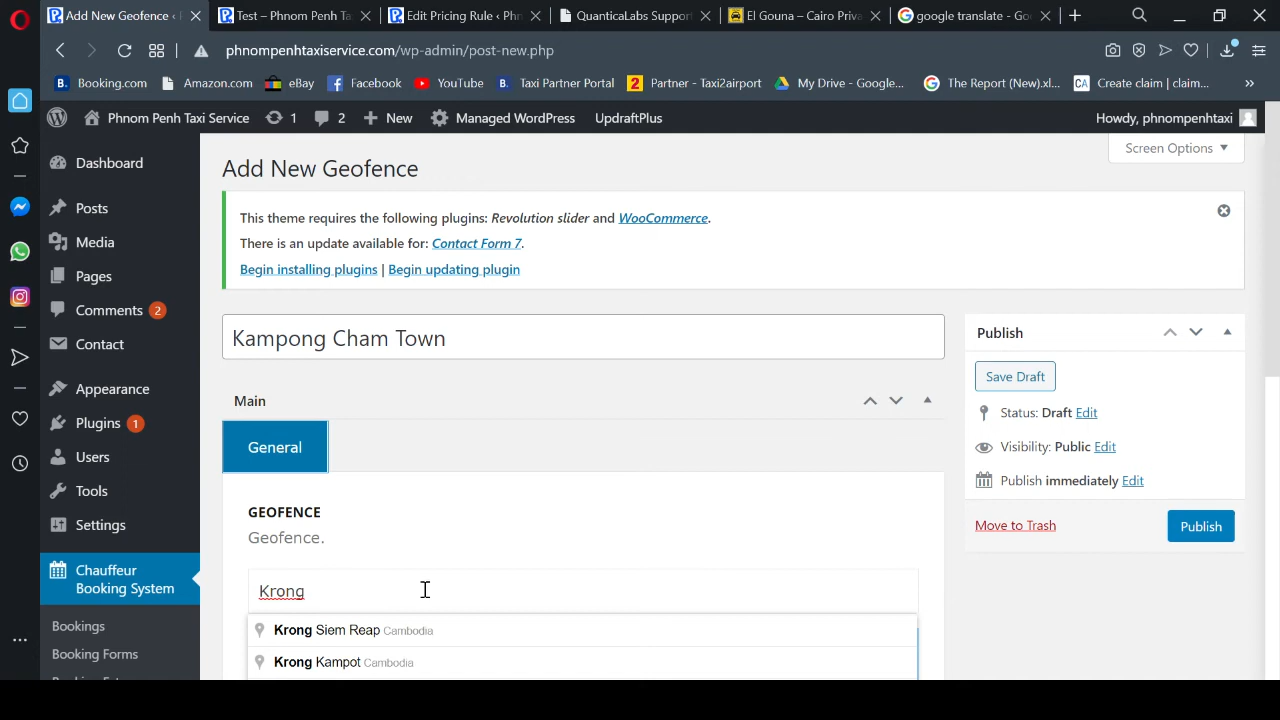 Add New Geofence ‹
Test – Phnom Penh Ta
Edit Pricing Rule ‹ Ph
QuanticaLabs Suppor
El Gouna – Cairo Priva
google translate - Go
phnompenhtaxiservice.com/wp-admin/post-new.php
B. Booking.com
Amazon.com
eBay
Facebook
YouTube
B. Taxi Partner Portal
2 Partner - Taxi2airport
My Drive - Google...
The Report (New).xl...
CA Create claim | claim...
»
Phnom Penh Taxi Service
1
2
New
Managed WordPress
UpdraftPlus
Howdy, phnompenhtaxi
Screen Options
Dashboard
Posts
Media
Pages
Comments 2
Contact
Appearance
Plugins 1
Users
Tools
Settings
Chauffeur
Booking System
Bookings
Booking Forms
Add New Geofence
This theme requires the following plugins: Revolution slider and WooCommerce.
There is an update available for: Contact Form 7.
Begin installing plugins | Begin updating plugin
Kampong Cham Town
Main
General
GEOFENCE
Geofence.
Krong
Krong Siem Reap Cambodia
Krong Kampot Cambodia
Publish
Save Draft
Status: Draft Edit
Visibility: Public Edit
Publish immediately Edit
Move to Trash
Publish